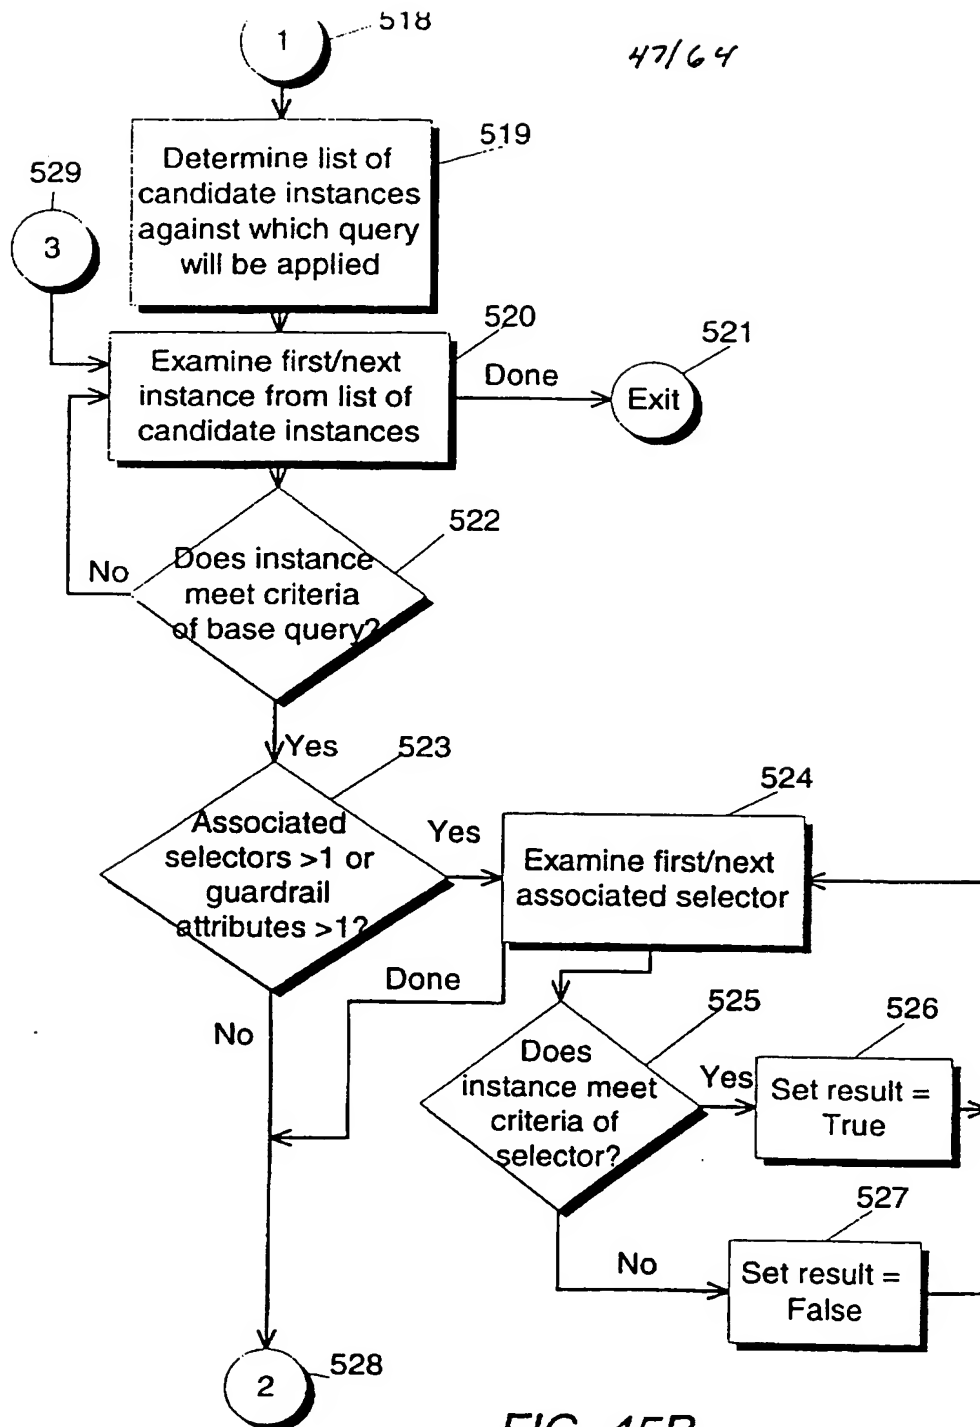 518
1
47/64
519
Determine list of
candidate instances
against which query
will be applied
529
3
520
Examine first/next
instance from list of
candidate instances
Done
521
Exit
522
Does instance
meet criteria
of base query?
No
Yes
523
Associated
selectors >1 or
guardrail
attributes >1?
Yes
524
Examine first/next
associated selector
Done
No
525
Does
instance meet
criteria of
selector?
Yes
526
Set result =
True
527
No
Set result =
False
2
528
FIG. 45B